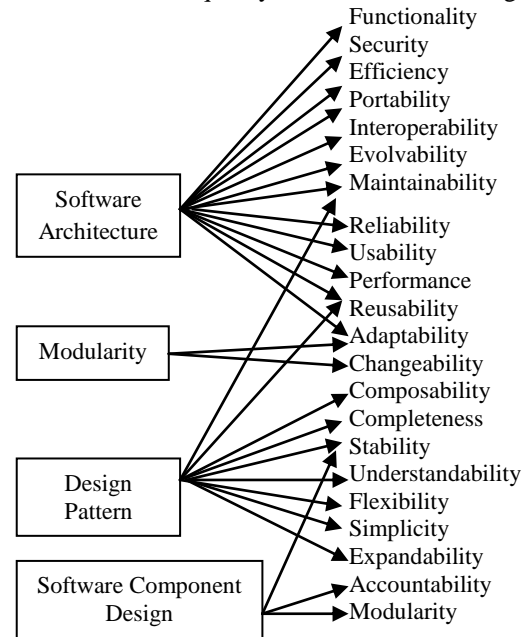 Functionality
Security
Efficiency
Portability
Interoperability
Evolvability
Maintainability
Software
Architecture
Reliability
Usability
Performance
Reusability
Adaptability
Modularity
Changeability
Composability
Completeness
Stability
Understandability
Design
Pattern
Flexibility
Simplicity
Expandability
Software Component
Design
Accountability
Modularity